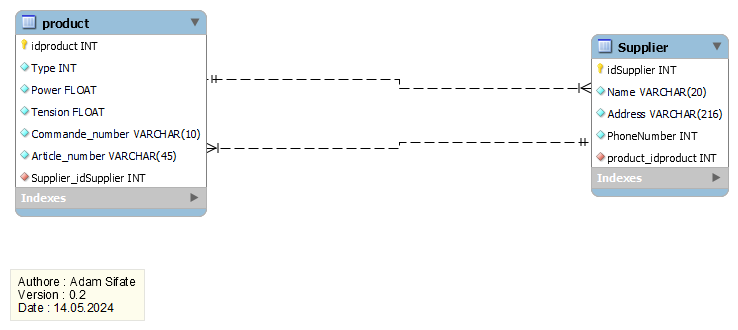 product
idproduct INT
Type INT
Power FLOAT
Tension FLOAT
Commande_number VARCHAR(10)
Article_number VARCHAR(45)
Supplier_idSupplier INT
Indexes
Supplier
idSupplier INT
Name VARCHAR(20)
Address VARCHAR(216)
PhoneNumber INT
product_idproduct INT
Indexes
Authore : Adam Sifate
Version : 0.2
Date : 14.05.2024